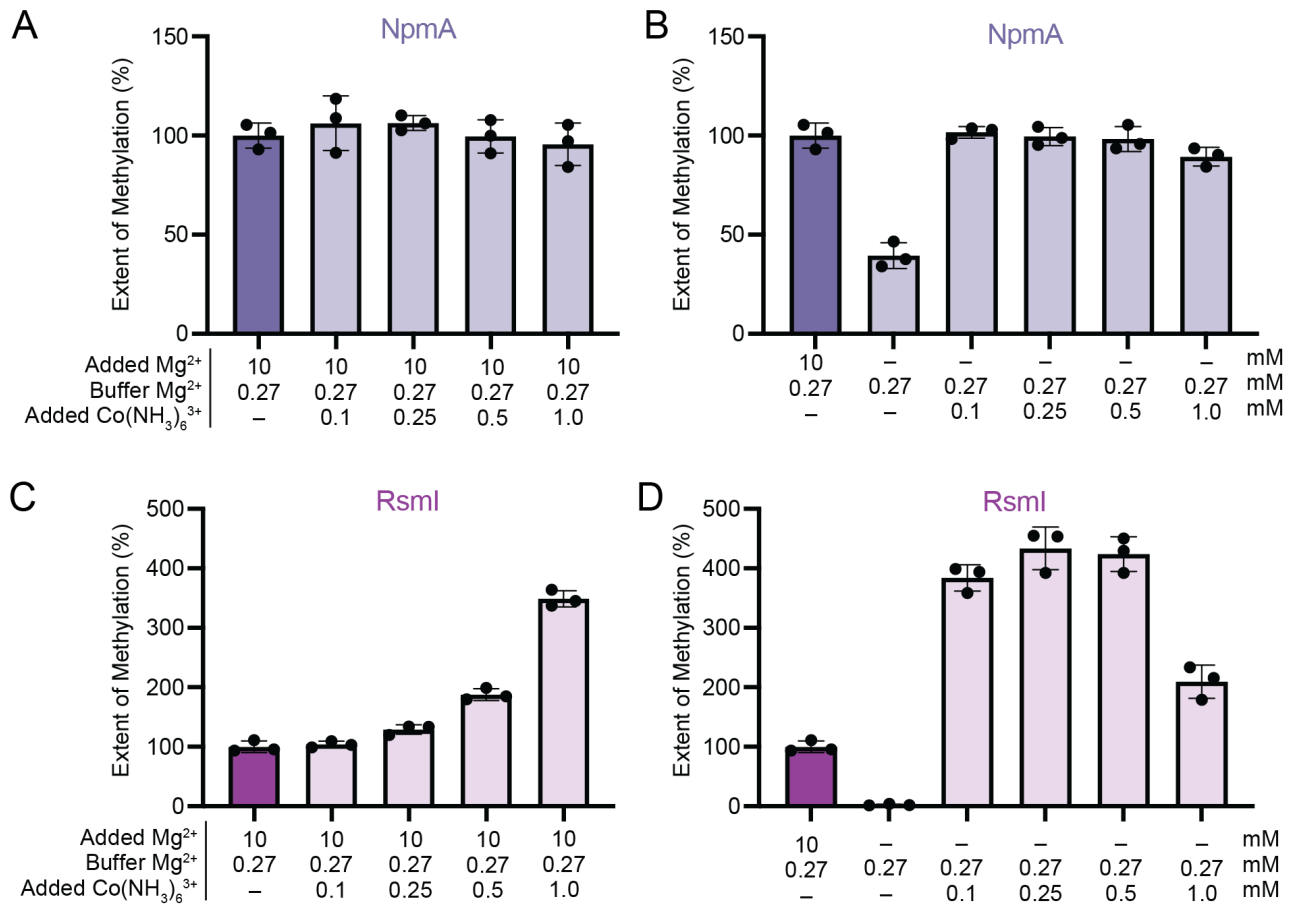 A
NpmA
Extent of Methylation (%)
150
100
50
0
Added Mg²⁺ 10 10 10 10 10
Buffer Mg²⁺ 0.27 0.27 0.27 0.27 0.27
Added Co(NH₃)₆³⁺ – 0.1 0.25 0.5 1.0
B
NpmA
Extent of Methylation (%)
150
100
50
0
10 – – – – – mM
0.27 0.27 0.27 0.27 0.27 0.27 mM
– – 0.1 0.25 0.5 1.0 mM
C
RsmI
Extent of Methylation (%)
500
400
300
200
100
0
Added Mg²⁺ 10 10 10 10 10
Buffer Mg²⁺ 0.27 0.27 0.27 0.27 0.27
Added Co(NH₃)₆³⁺ – 0.1 0.25 0.5 1.0
D
RsmI
Extent of Methylation (%)
500
400
300
200
100
0
10 – – – – – mM
0.27 0.27 0.27 0.27 0.27 0.27 mM
– – 0.1 0.25 0.5 1.0 mM